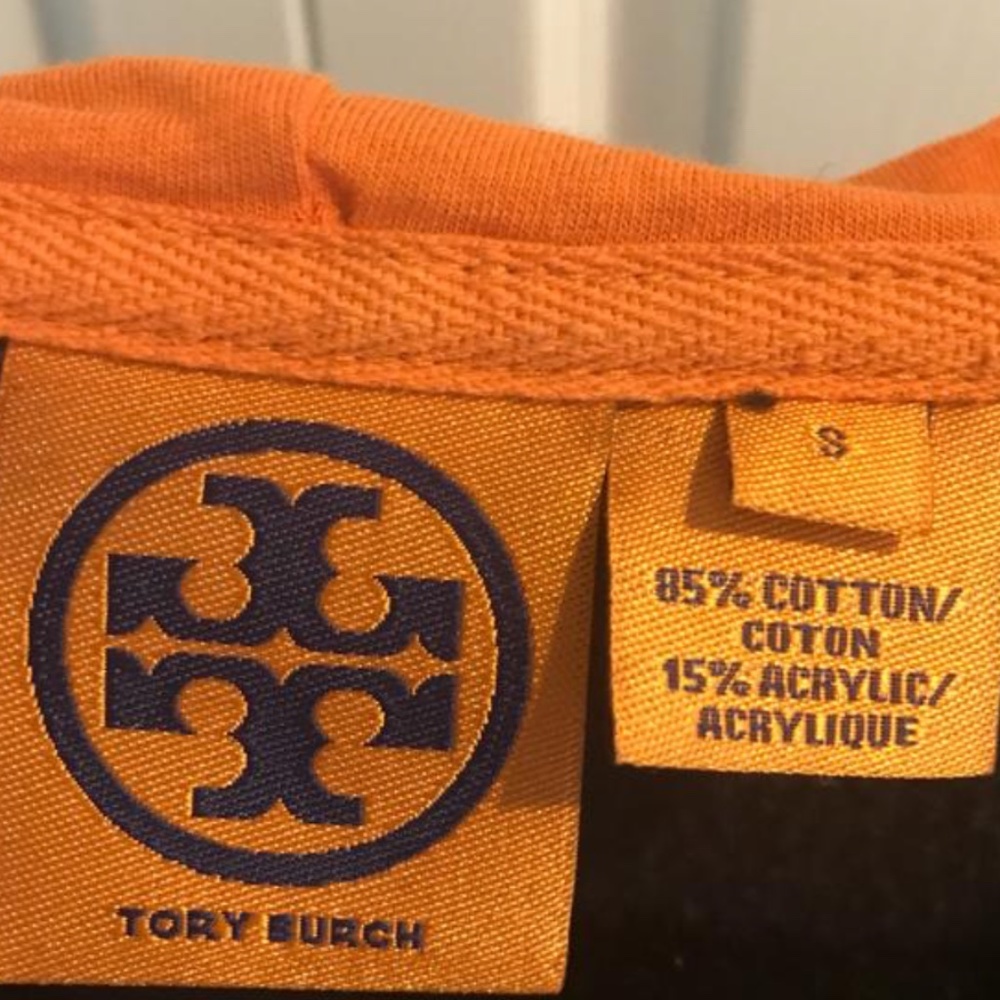 TORY BURCH
S
85% COTTON/
COTON
15% ACRYLIC/
ACRYLIQUE